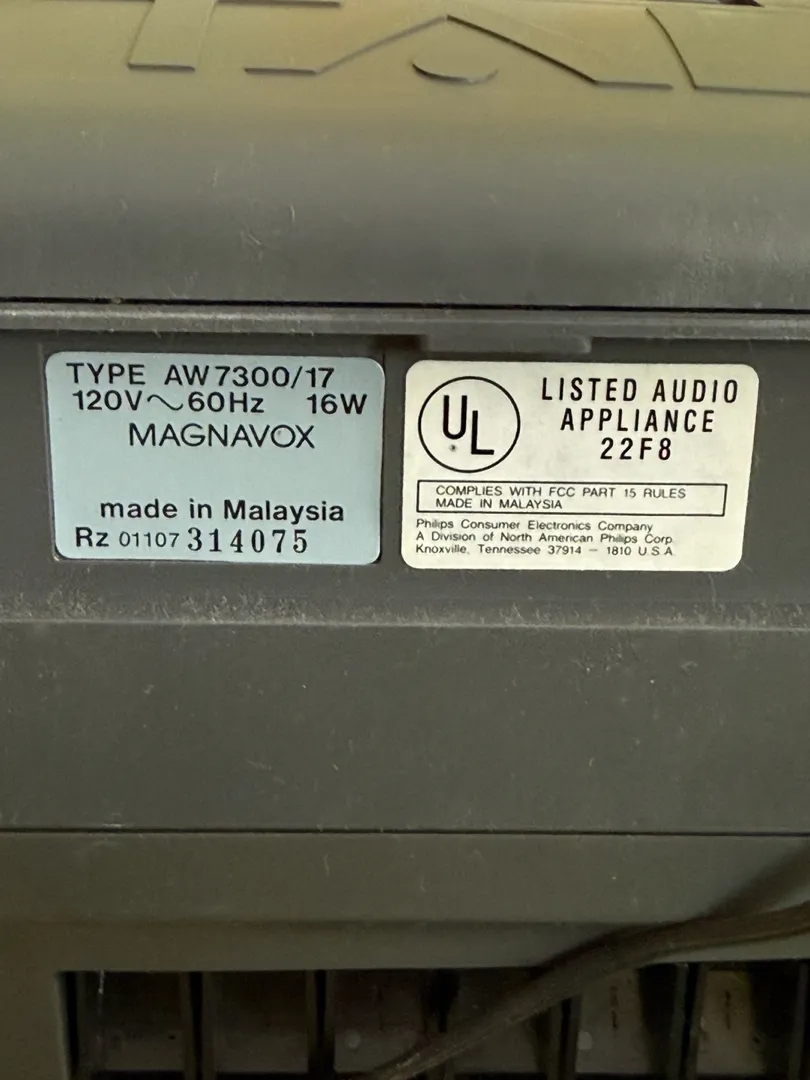 TYPE AW7300/17
120V~60Hz 16W
MAGNAVOX
made in Malaysia
Rz 01107 314075
UL
LISTED AUDIO
APPLIANCE
22F8
COMPLIES WITH FCC PART 15 RULES
MADE IN MALAYSIA
Philips Consumer Electronics Company
A Division of North American Philips Corp
Knoxville, Tennessee 37914 – 1810 U S A